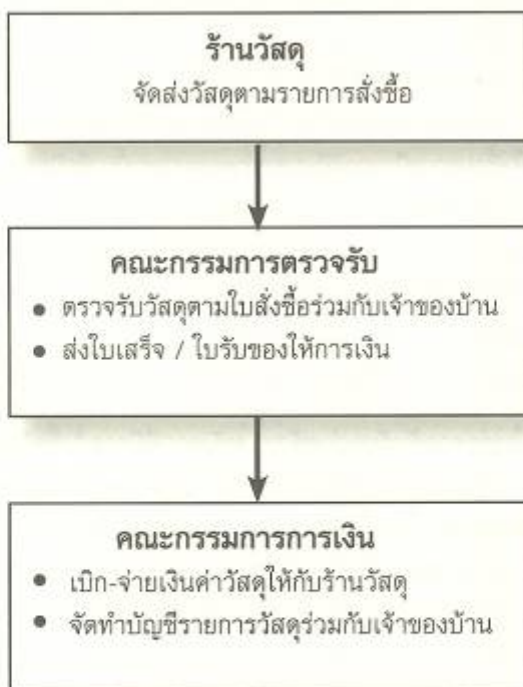 ร้านวัสดุ
จัดส่งวัสดุตามรายการสั่งซื้อ
คณะกรรมการตรวจรับ
● ตรวจรับวัสดุตามใบสั่งซื้อร่วมกับเจ้าของบ้าน
● ส่งใบเสร็จ / ใบรับของให้การเงิน
คณะกรรมการการเงิน
● เบิก-จ่ายเงินค่าวัสดุให้กับร้านวัสดุ
● จัดทำบัญชีรายการวัสดุร่วมกับเจ้าของบ้าน